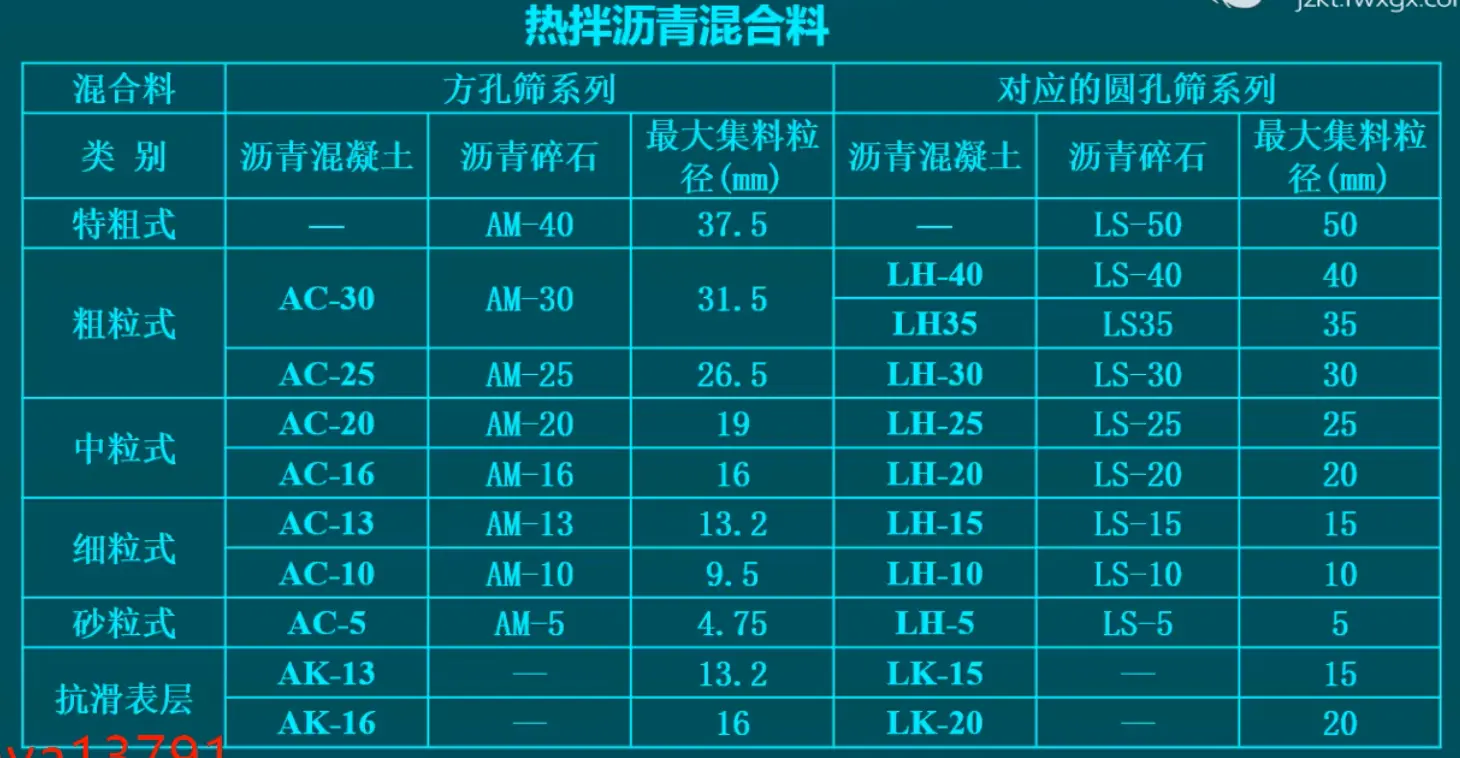 jzkt.rwxgx.com
热拌沥青混合料
混合料 方孔筛系列 对应的圆孔筛系列
类 别 沥青混凝土 沥青碎石 最大集料粒径(mm) 沥青混凝土 沥青碎石 最大集料粒径(mm)
特粗式 — AM-40 37.5 — LS-50 50
粗粒式 AC-30 AM-30 31.5 LH-40 LS-40 40
LH35 LS35 35
AC-25 AM-25 26.5 LH-30 LS-30 30
中粒式 AC-20 AM-20 19 LH-25 LS-25 25
AC-16 AM-16 16 LH-20 LS-20 20
细粒式 AC-13 AM-13 13.2 LH-15 LS-15 15
AC-10 AM-10 9.5 LH-10 LS-10 10
砂粒式 AC-5 AM-5 4.75 LH-5 LS-5 5
抗滑表层 AK-13 — 13.2 LK-15 — 15
AK-16 — 16 LK-20 — 20